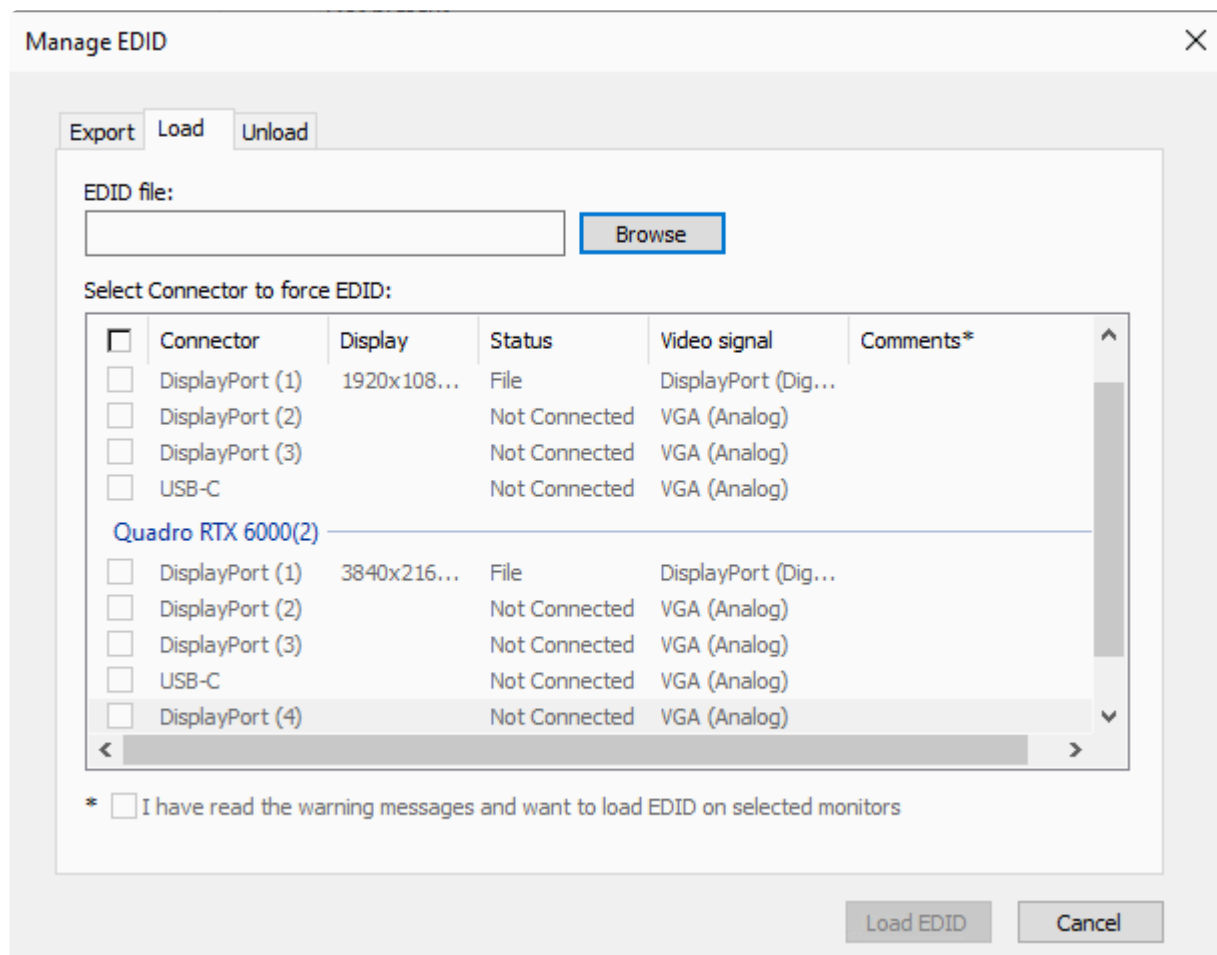 Manage EDID
Export Load Unload
EDID file:
Browse
Select Connector to force EDID:
Connector Display Status Video signal Comments*
DisplayPort (1) 1920x108... File DisplayPort (Dig...
DisplayPort (2) Not Connected VGA (Analog)
DisplayPort (3) Not Connected VGA (Analog)
USB-C Not Connected VGA (Analog)
Quadro RTX 6000(2)
DisplayPort (1) 3840x216... File DisplayPort (Dig...
DisplayPort (2) Not Connected VGA (Analog)
DisplayPort (3) Not Connected VGA (Analog)
USB-C Not Connected VGA (Analog)
DisplayPort (4) Not Connected VGA (Analog)
* I have read the warning messages and want to load EDID on selected monitors
Load EDID Cancel